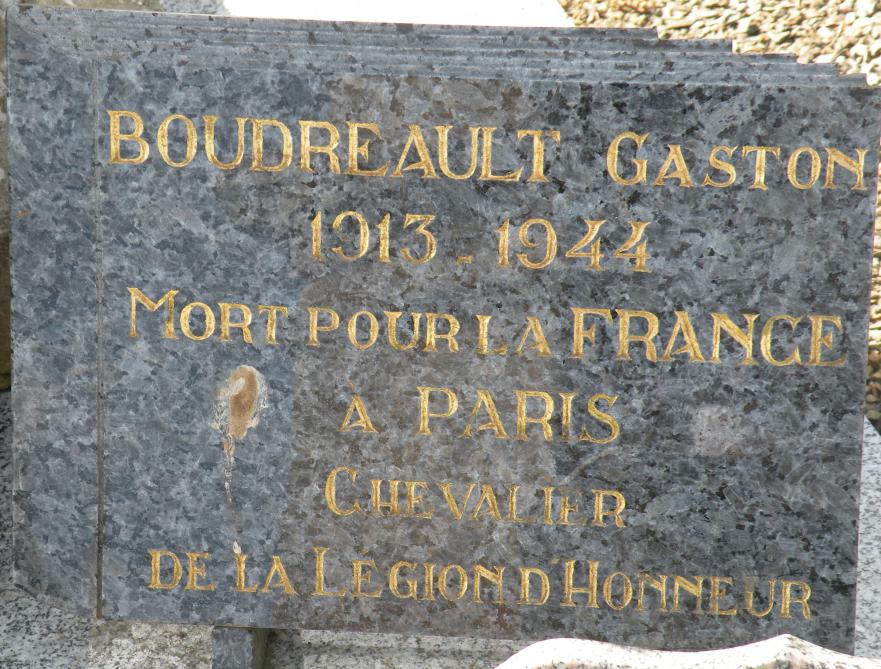 BOUDREAULT GASTON
1913 - 1944
MORT POUR LA FRANCE
À PARIS
CHEVALIER
DE LA LÉGION D'HONNEUR